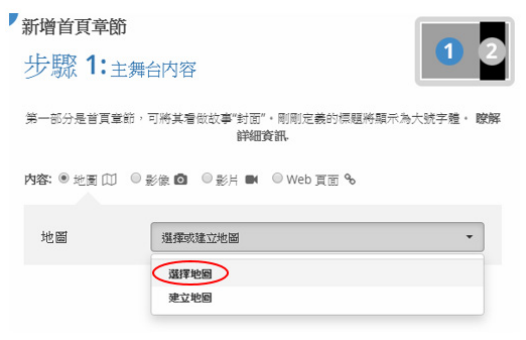 新增首頁章節
步驟 1:主舞台內容
1 2
第一部分是首頁章節，可將其看做故事"封面"。剛剛定義的標題將顯示為大號字體。瞭解
詳細資訊.
內容: 地圖 影像 影片 Web 頁面
地圖 選擇或建立地圖
選擇地圖
建立地圖